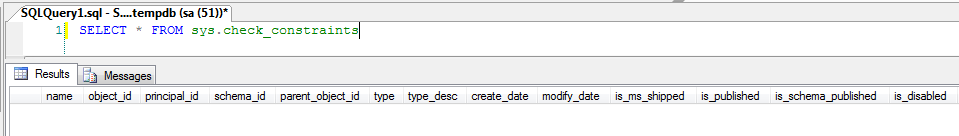 SQLQuery1.sql - S....tempdb (sa (51))*
1 SELECT * FROM sys.check_constraints
Results Messages
name object_id principal_id schema_id parent_object_id type type_desc create_date modify_date is_ms_shipped is_published is_schema_published is_disabled